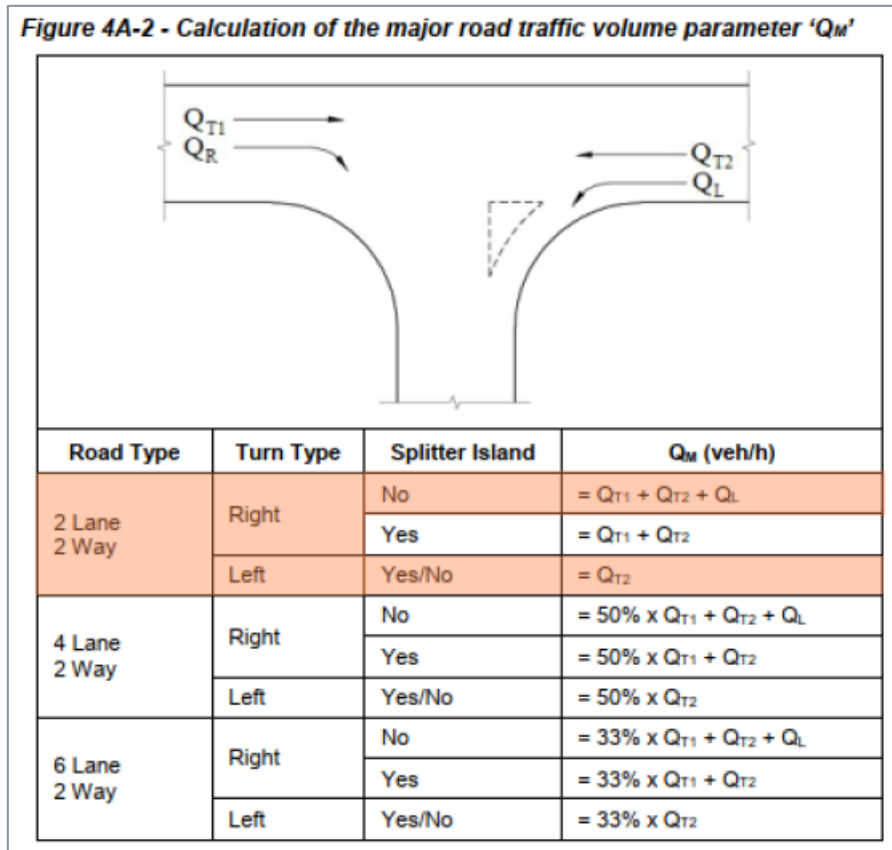 Figure 4A-2 - Calculation of the major road traffic volume parameter 'QM'
QT1
QR
QT2
QL
Road Type Turn Type Splitter Island QM (veh/h)
2 Lane
2 Way
Right
No = QT1 + QT2 + QL
Yes = QT1 + QT2
Left Yes/No = QT2
4 Lane
2 Way
Right
No = 50% x QT1 + QT2 + QL
Yes = 50% x QT1 + QT2
Left Yes/No = 50% x QT2
6 Lane
2 Way
Right
No = 33% x QT1 + QT2 + QL
Yes = 33% x QT1 + QT2
Left Yes/No = 33% x QT2